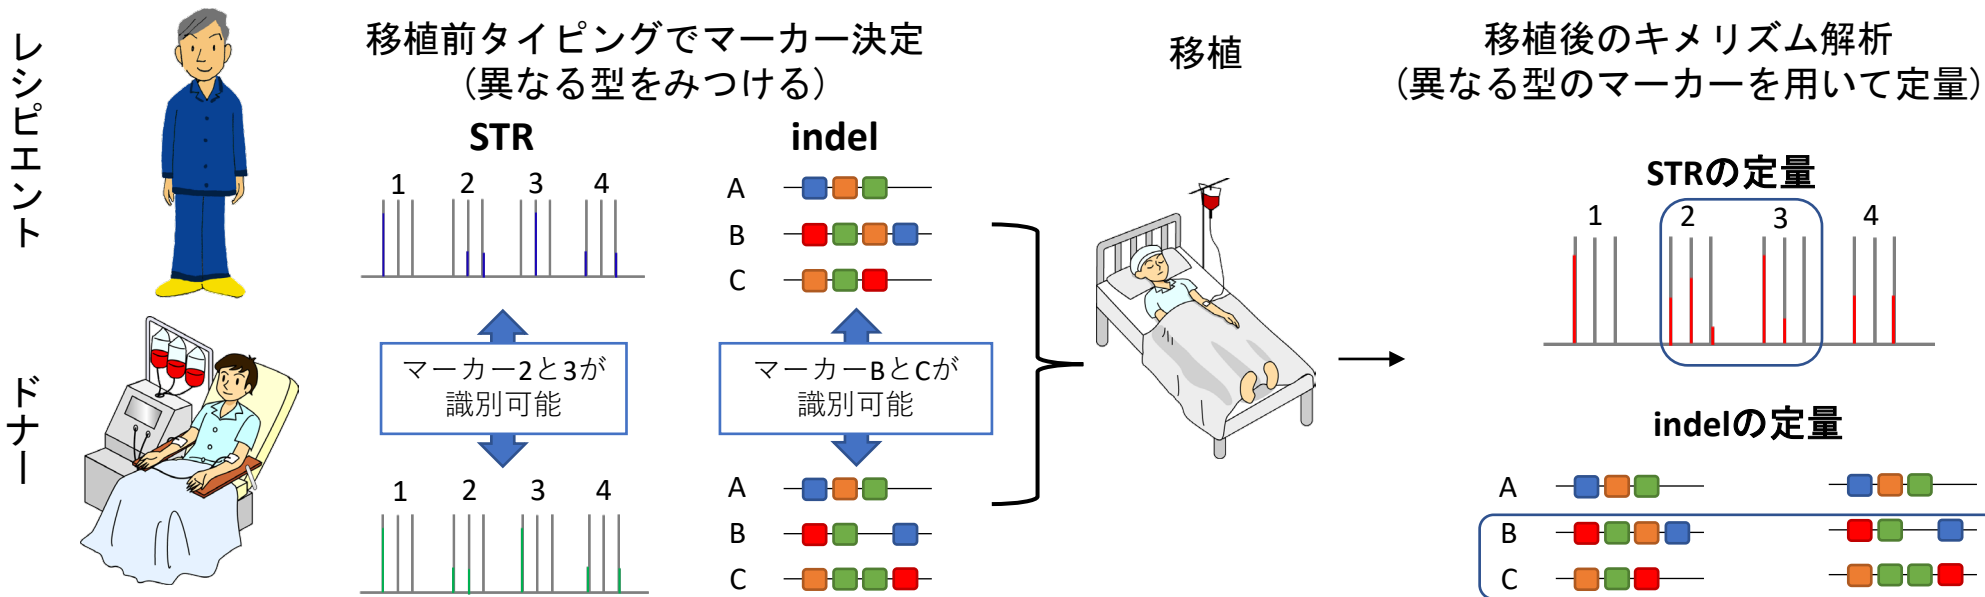 レシピエント
ドナー
移植前タイピングでマーカー決定
（異なる型をみつける）
STR
indel
1 2 3 4
A
B
C
マーカー2と3が
識別可能
マーカーBとCが
識別可能
1 2 3 4
A
B
C
移植
移植後のキメリズム解析
（異なる型のマーカーを用いて定量）
STRの定量
1 2 3 4
indelの定量
A
B
C